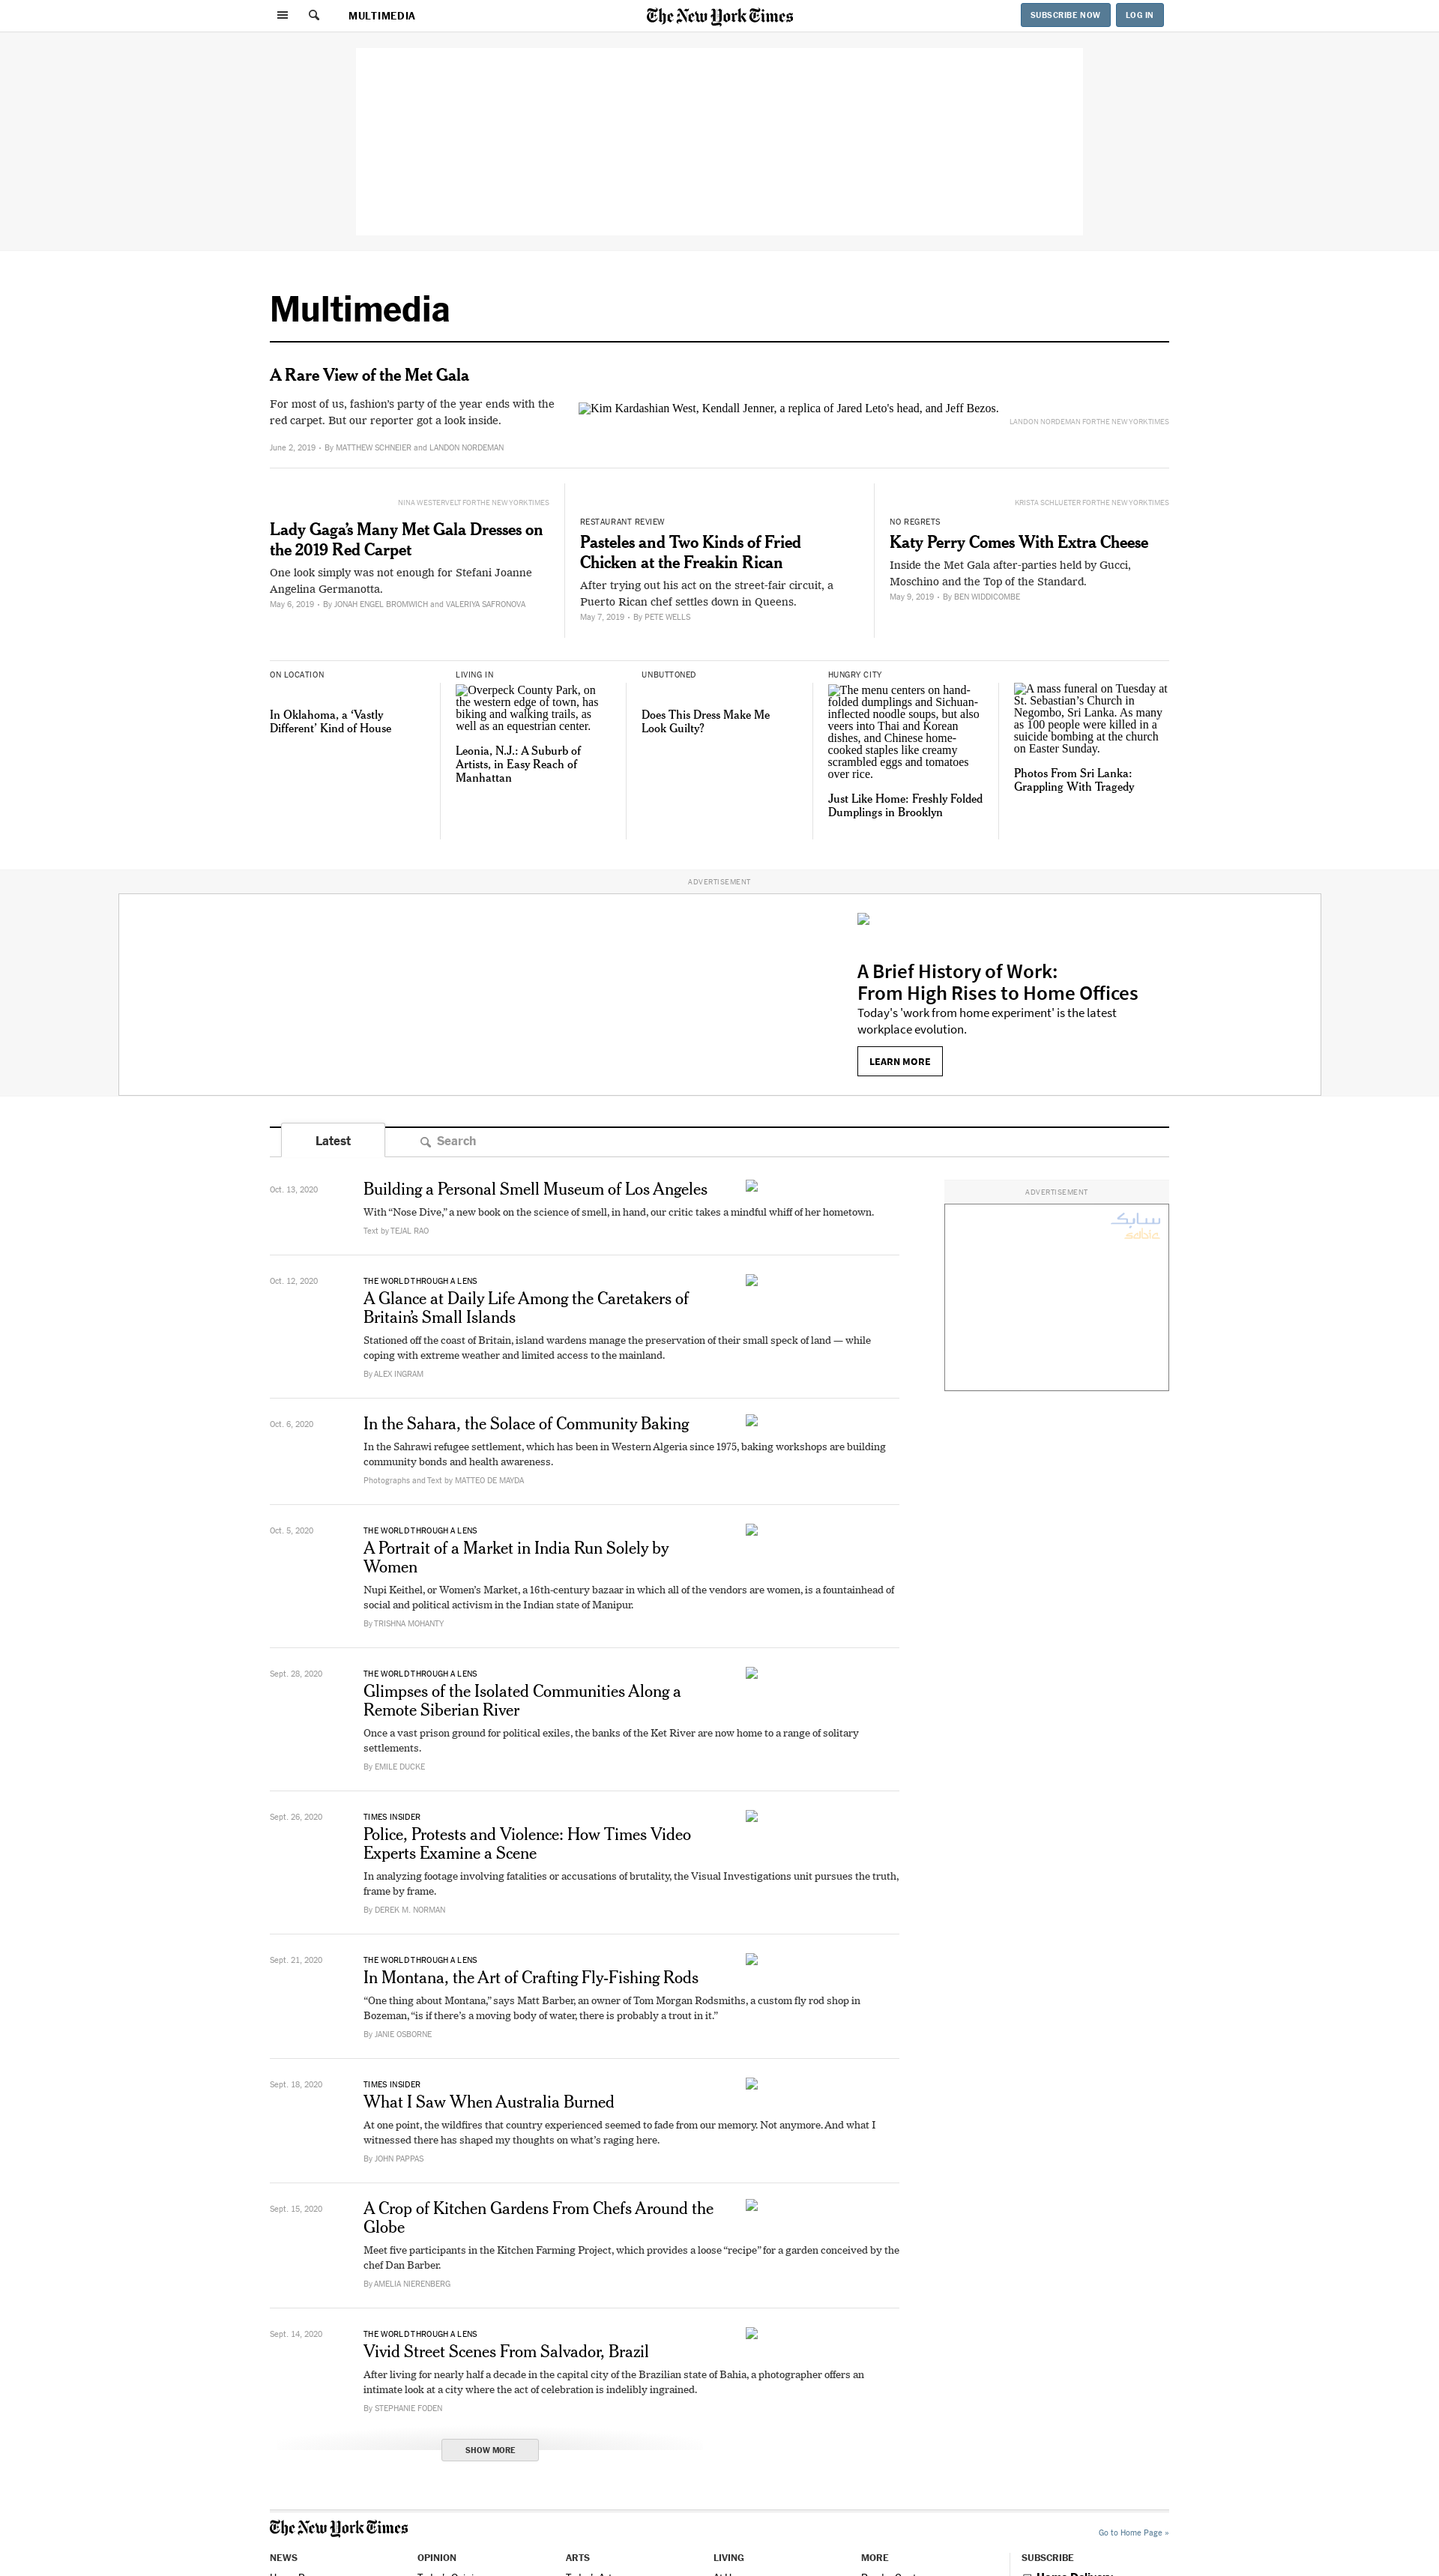 MULTIMEDIA
The New York Times
SUBSCRIBE NOW
LOG IN
Multimedia
A Rare View of the Met Gala
For most of us, fashion's party of the year ends with the
red carpet. But our reporter got a look inside.
June 2, 2019 • By MATTHEW SCHNEIER and LANDON NORDEMAN
Kim Kardashian West, Kendall Jenner, a replica of Jared Leto's head, and Jeff Bezos.
LANDON NORDEMAN FOR THE NEW YORK TIMES
NINA WESTERVELT FOR THE NEW YORK TIMES
Lady Gaga’s Many Met Gala Dresses on
the 2019 Red Carpet
One look simply was not enough for Stefani Joanne
Angelina Germanotta.
May 6, 2019 • By JONAH ENGEL BROMWICH and VALERIYA SAFRONOVA
RESTAURANT REVIEW
Pasteles and Two Kinds of Fried
Chicken at the Freakin Rican
After trying out his act on the street-fair circuit, a
Puerto Rican chef settles down in Queens.
May 7, 2019 • By PETE WELLS
KRISTA SCHLUETER FOR THE NEW YORK TIMES
NO REGRETS
Katy Perry Comes With Extra Cheese
Inside the Met Gala after-parties held by Gucci,
Moschino and the Top of the Standard.
May 9, 2019 • By BEN WIDDICOMBE
ON LOCATION
In Oklahoma, a ‘Vastly
Different’ Kind of House
LIVING IN
Overpeck County Park, on
the western edge of town, has
biking and walking trails, as
well as an equestrian center.
Leonia, N.J.: A Suburb of
Artists, in Easy Reach of
Manhattan
UNBUTTONED
Does This Dress Make Me
Look Guilty?
HUNGRY CITY
The menu centers on hand-
folded dumplings and Sichuan-
inflected noodle soups, but also
veers into Thai and Korean
dishes, and Chinese home-
cooked staples like creamy
scrambled eggs and tomatoes
over rice.
Just Like Home: Freshly Folded
Dumplings in Brooklyn
A mass funeral on Tuesday at
St. Sebastian’s Church in
Negombo, Sri Lanka. As many
as 100 people were killed in a
suicide bombing at the church
on Easter Sunday.
Photos From Sri Lanka:
Grappling With Tragedy
ADVERTISEMENT
A Brief History of Work:
From High Rises to Home Offices
Today's 'work from home experiment' is the latest
workplace evolution.
LEARN MORE
Latest
Search
Oct. 13, 2020
Building a Personal Smell Museum of Los Angeles
With “Nose Dive,” a new book on the science of smell, in hand, our critic takes a mindful whiff of her hometown.
Text by TEJAL RAO
ADVERTISEMENT
سابك
sabic
Oct. 12, 2020
THE WORLD THROUGH A LENS
A Glance at Daily Life Among the Caretakers of
Britain’s Small Islands
Stationed off the coast of Britain, island wardens manage the preservation of their small speck of land — while
coping with extreme weather and limited access to the mainland.
By ALEX INGRAM
Oct. 6, 2020
In the Sahara, the Solace of Community Baking
In the Sahrawi refugee settlement, which has been in Western Algeria since 1975, baking workshops are building
community bonds and health awareness.
Photographs and Text by MATTEO DE MAYDA
Oct. 5, 2020
THE WORLD THROUGH A LENS
A Portrait of a Market in India Run Solely by
Women
Nupi Keithel, or Women’s Market, a 16th-century bazaar in which all of the vendors are women, is a fountainhead of
social and political activism in the Indian state of Manipur.
By TRISHNA MOHANTY
Sept. 28, 2020
THE WORLD THROUGH A LENS
Glimpses of the Isolated Communities Along a
Remote Siberian River
Once a vast prison ground for political exiles, the banks of the Ket River are now home to a range of solitary
settlements.
By EMILE DUCKE
Sept. 26, 2020
TIMES INSIDER
Police, Protests and Violence: How Times Video
Experts Examine a Scene
In analyzing footage involving fatalities or accusations of brutality, the Visual Investigations unit pursues the truth,
frame by frame.
By DEREK M. NORMAN
Sept. 21, 2020
THE WORLD THROUGH A LENS
In Montana, the Art of Crafting Fly-Fishing Rods
“One thing about Montana,” says Matt Barber, an owner of Tom Morgan Rodsmiths, a custom fly rod shop in
Bozeman, “is if there’s a moving body of water, there is probably a trout in it.”
By JANIE OSBORNE
Sept. 18, 2020
TIMES INSIDER
What I Saw When Australia Burned
At one point, the wildfires that country experienced seemed to fade from our memory. Not anymore. And what I
witnessed there has shaped my thoughts on what’s raging here.
By JOHN PAPPAS
Sept. 15, 2020
A Crop of Kitchen Gardens From Chefs Around the
Globe
Meet five participants in the Kitchen Farming Project, which provides a loose “recipe” for a garden conceived by the
chef Dan Barber.
By AMELIA NIERENBERG
Sept. 14, 2020
THE WORLD THROUGH A LENS
Vivid Street Scenes From Salvador, Brazil
After living for nearly half a decade in the capital city of the Brazilian state of Bahia, a photographer offers an
intimate look at a city where the act of celebration is indelibly ingrained.
By STEPHANIE FODEN
SHOW MORE
The New York Times
Go to Home Page »
NEWS
OPINION
ARTS
LIVING
MORE
SUBSCRIBE